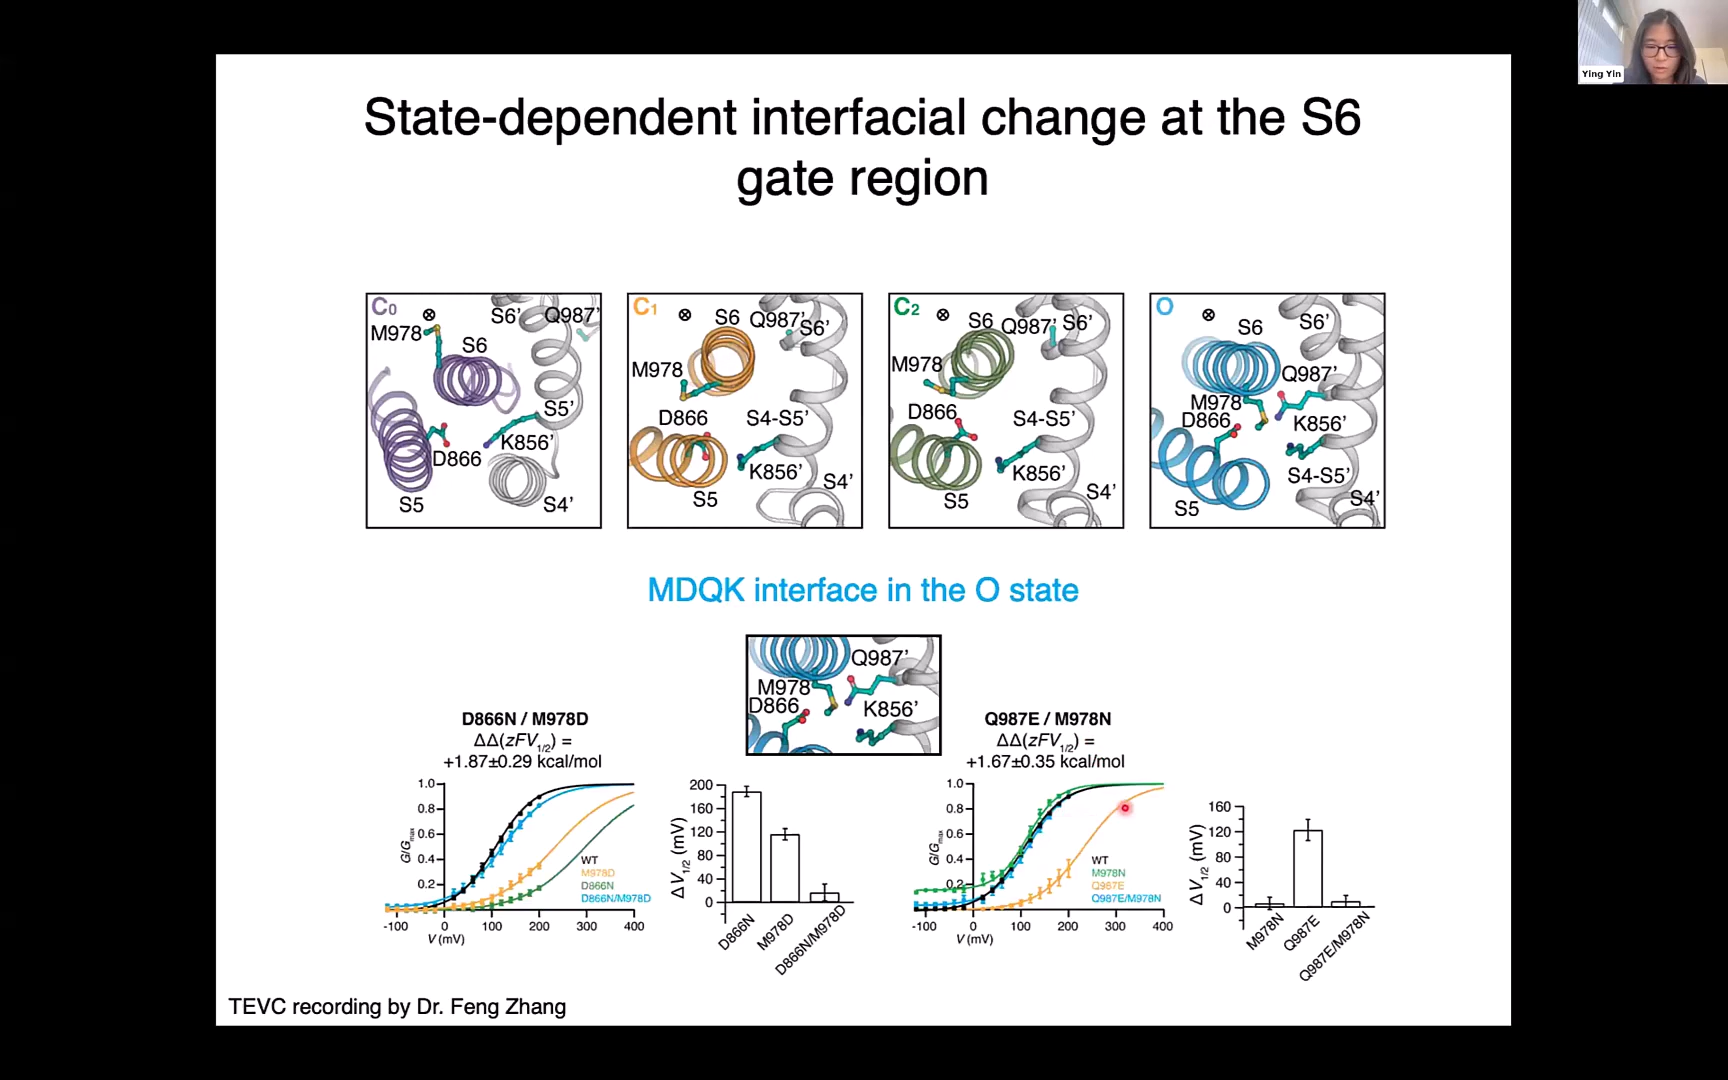 Ying Yin
State-dependent interfacial change at the S6
gate region
C₀
⊗
M978
S6
S6'
Q987'
S5'
K856'
D866
S5
S4'
C₁
⊗
S6
Q987'
S6'
M978
D866
S4-S5'
K856'
S5
S4'
C₂
⊗
S6
Q987'
S6'
M978
D866
S4-S5'
K856'
S5
S4'
O
⊗
S6
S6'
Q987'
M978
D866
K856'
S4-S5'
S5
S4'
MDQK interface in the O state
Q987'
M978
D866
K856'
D866N / M978D
ΔΔ(zFV1/2) =
+1.87±0.29 kcal/mol
1.0
0.8
0.6
0.4
0.2
G/Gmax
WT
M978D
D866N
D866N/M978D
-100 0 100 200 300 400
V (mV)
200
160
120
80
40
0
ΔV1/2 (mV)
D866N
M978D
D866N/M978D
Q987E / M978N
ΔΔ(zFV1/2) =
+1.67±0.35 kcal/mol
1.0
0.8
0.6
0.4
0.2
G/Gmax
WT
M978N
Q987E
Q987E/M978N
-100 0 100 200 300 400
V (mV)
160
120
80
40
0
ΔV1/2 (mV)
M978N
Q987E
Q987E/M978N
TEVC recording by Dr. Feng Zhang